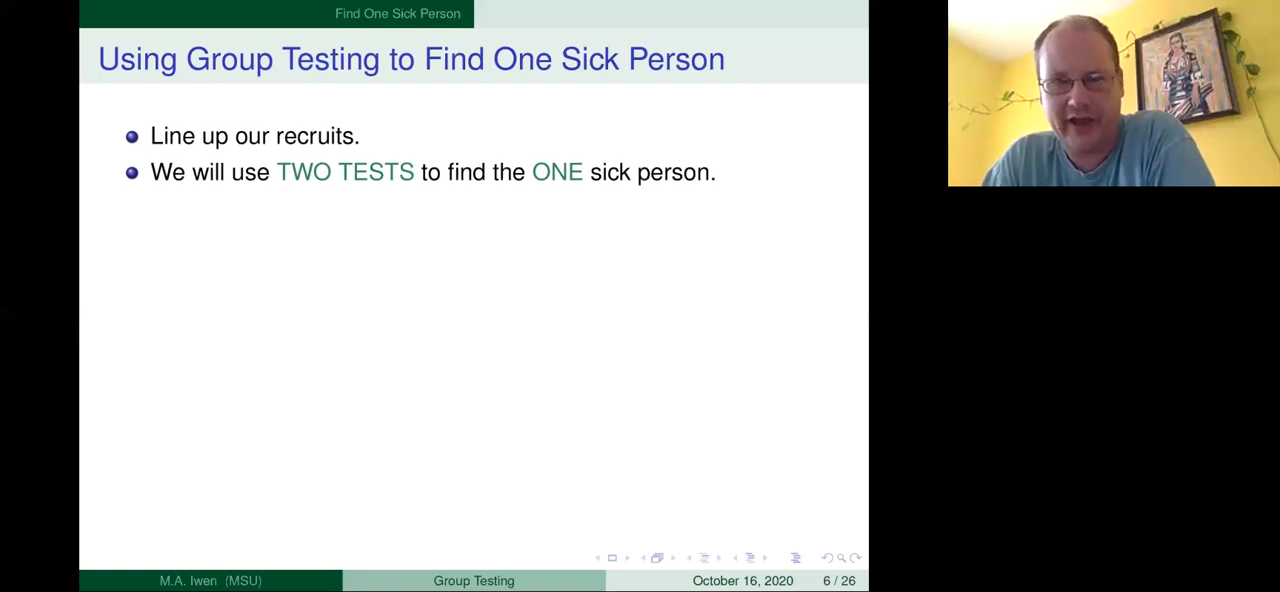 Find One Sick Person
Using Group Testing to Find One Sick Person
Line up our recruits.
We will use TWO TESTS to find the ONE sick person.
M.A. Iwen (MSU)
Group Testing
October 16, 2020
6 / 26